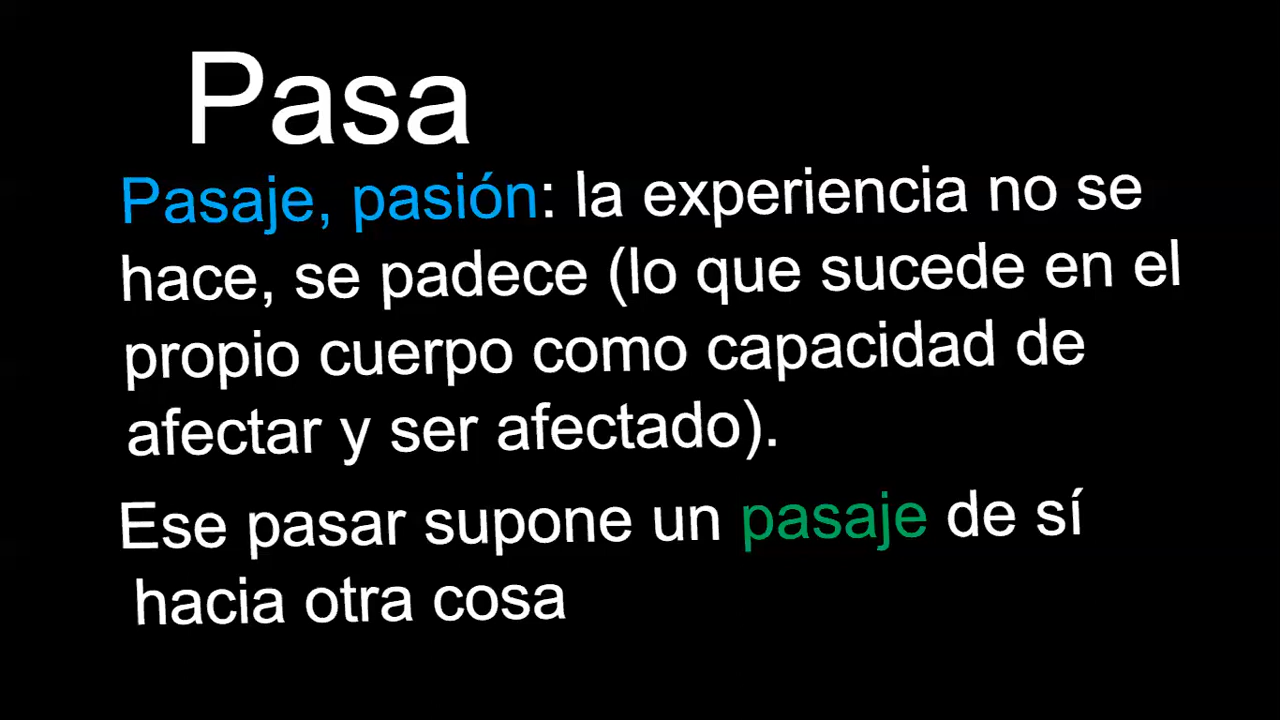 Pasa
Pasaje, pasión: la experiencia no se
hace, se padece (lo que sucede en el
propio cuerpo como capacidad de
afectar y ser afectado).
Ese pasar supone un pasaje de sí
hacia otra cosa